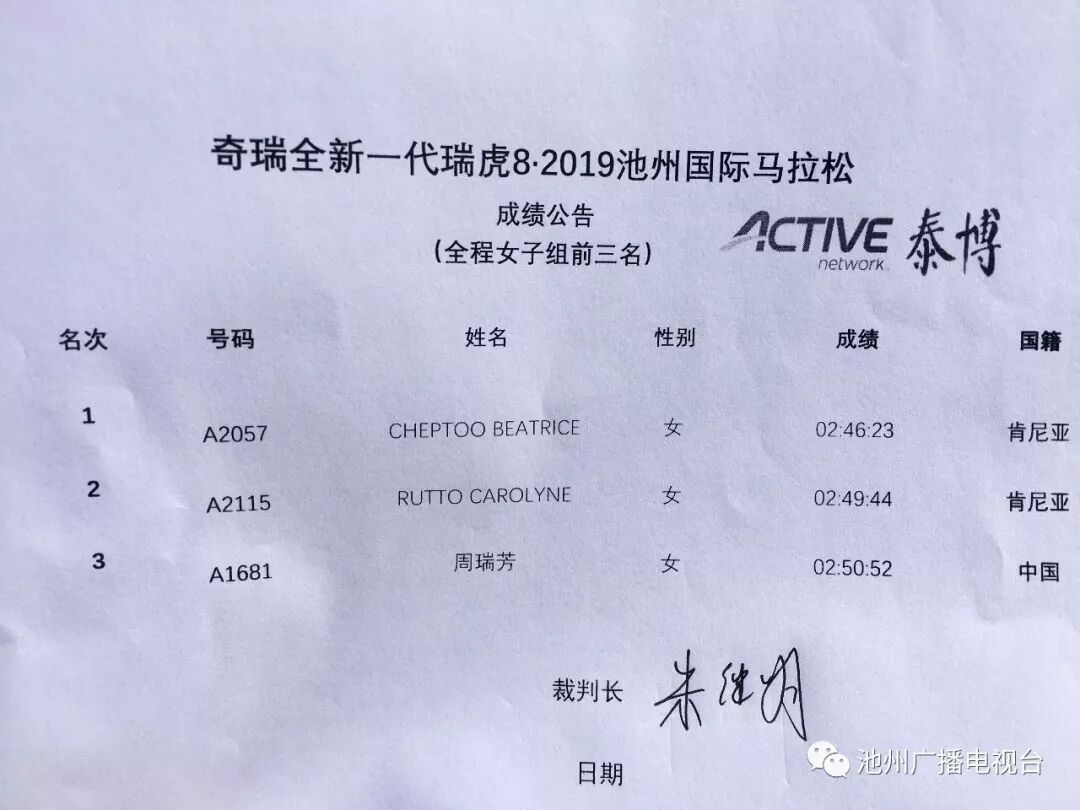 奇瑞全新一代瑞虎8·2019池州国际马拉松
成绩公告
(全程女子组前三名)
ACTIVE network 泰博
名次 号码 姓名 性别 成绩 国籍
1 A2057 CHEPTOO BEATRICE 女 02:46:23 肯尼亚
2 A2115 RUTTO CAROLYNE 女 02:49:44 肯尼亚
3 A1681 周瑞芳 女 02:50:52 中国
裁判长
日期
池州广播电视台